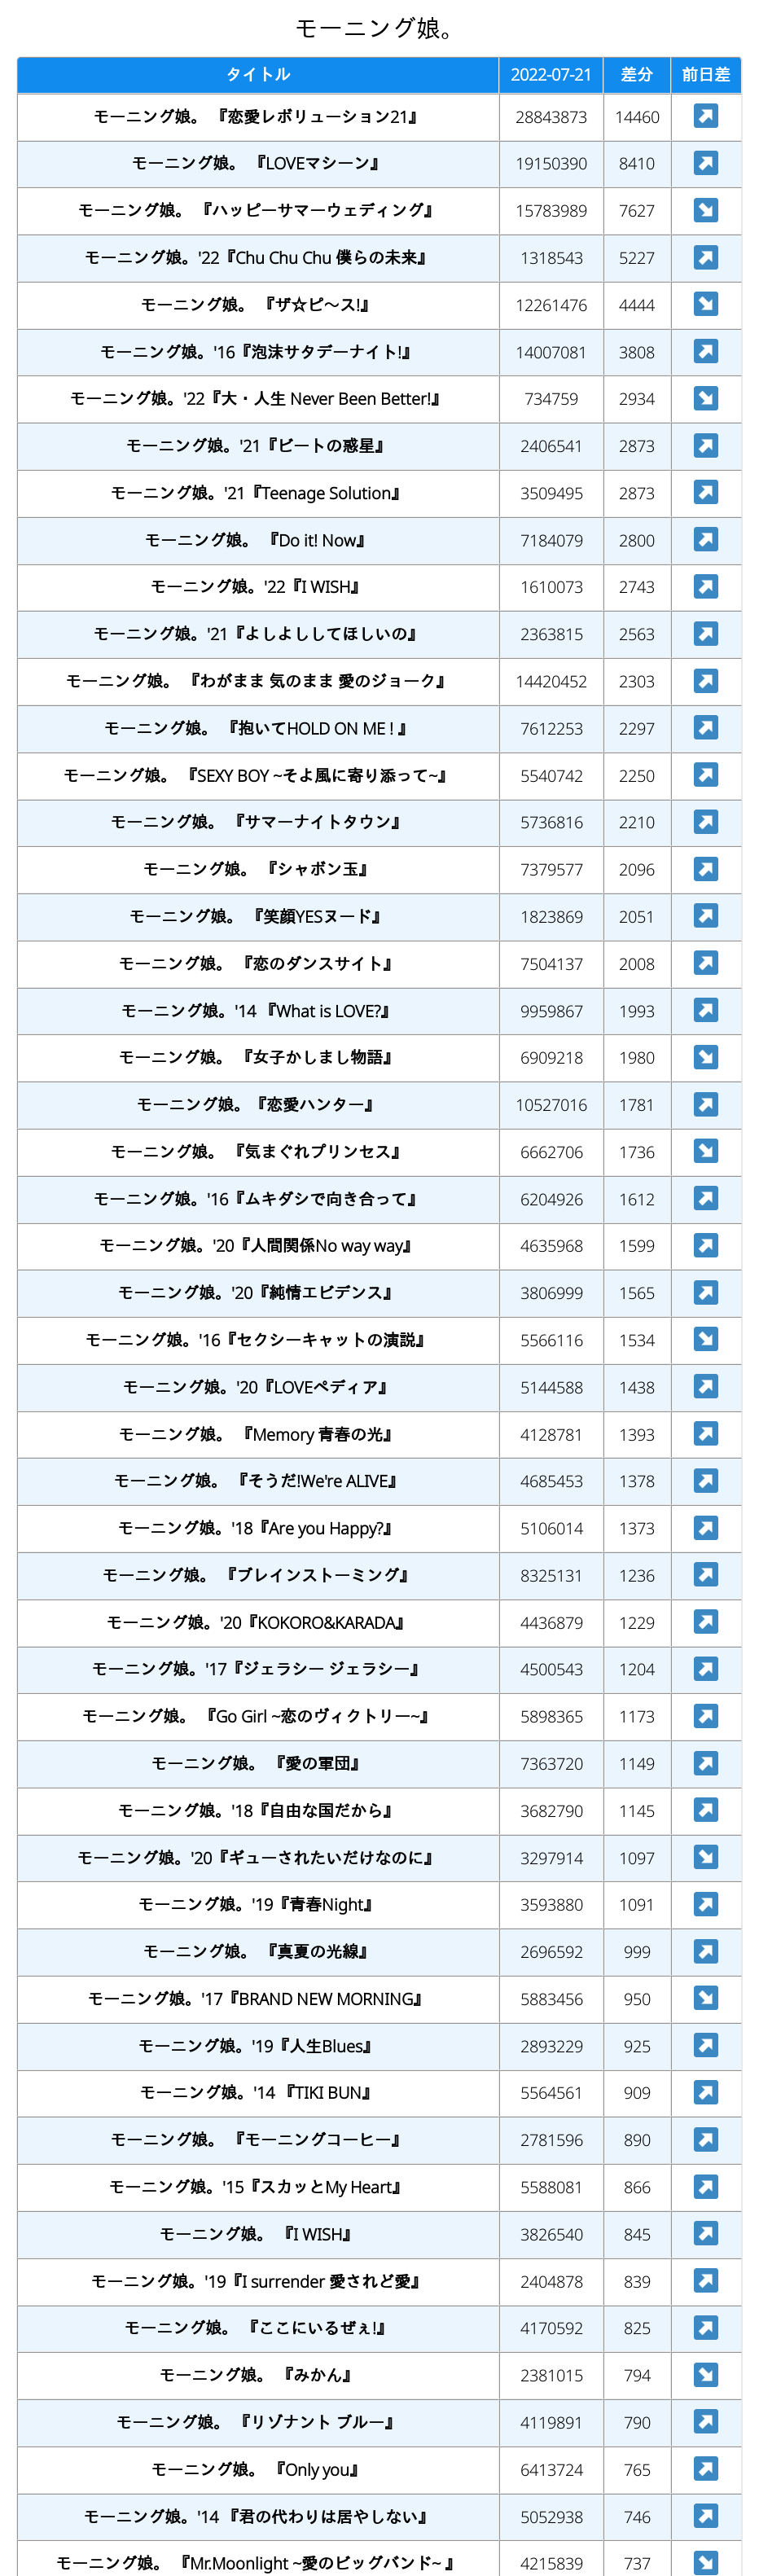 モーニング娘。
タイトル 2022-07-21 差分 前日差
モーニング娘。 『恋愛レボリューション21』 28843873 14460 ↗
モーニング娘。 『LOVEマシーン』 19150390 8410 ↗
モーニング娘。 『ハッピーサマーウェディング』 15783989 7627 ↘
モーニング娘。'22『Chu Chu Chu 僕らの未来』 1318543 5227 ↗
モーニング娘。 『ザ☆ピ〜ス!』 12261476 4444 ↘
モーニング娘。'16『泡沫サタデーナイト!』 14007081 3808 ↗
モーニング娘。'22『大・人生 Never Been Better!』 734759 2934 ↘
モーニング娘。'21『ビートの惑星』 2406541 2873 ↗
モーニング娘。'21『Teenage Solution』 3509495 2873 ↗
モーニング娘。 『Do it! Now』 7184079 2800 ↗
モーニング娘。'22『I WISH』 1610073 2743 ↗
モーニング娘。'21『よしよししてほしいの』 2363815 2563 ↗
モーニング娘。 『わがまま 気のまま 愛のジョーク』 14420452 2303 ↗
モーニング娘。 『抱いてHOLD ON ME ! 』 7612253 2297 ↗
モーニング娘。 『SEXY BOY ~そよ風に寄り添って~』 5540742 2250 ↗
モーニング娘。 『サマーナイトタウン』 5736816 2210 ↗
モーニング娘。 『シャボン玉』 7379577 2096 ↗
モーニング娘。 『笑顔YESヌード』 1823869 2051 ↗
モーニング娘。 『恋のダンスサイト』 7504137 2008 ↗
モーニング娘。'14 『What is LOVE?』 9959867 1993 ↗
モーニング娘。 『女子かしまし物語』 6909218 1980 ↘
モーニング娘。『恋愛ハンター』 10527016 1781 ↗
モーニング娘。 『気まぐれプリンセス』 6662706 1736 ↘
モーニング娘。'16『ムキダシで向き合って』 6204926 1612 ↗
モーニング娘。'20『人間関係No way way』 4635968 1599 ↗
モーニング娘。'20『純情エビデンス』 3806999 1565 ↗
モーニング娘。'16『セクシーキャットの演説』 5566116 1534 ↘
モーニング娘。'20『LOVEペディア』 5144588 1438 ↗
モーニング娘。 『Memory 青春の光』 4128781 1393 ↗
モーニング娘。 『そうだ!We're ALIVE』 4685453 1378 ↗
モーニング娘。'18『Are you Happy?』 5106014 1373 ↗
モーニング娘。 『ブレインストーミング』 8325131 1236 ↗
モーニング娘。'20『KOKORO&KARADA』 4436879 1229 ↗
モーニング娘。'17『ジェラシー ジェラシー』 4500543 1204 ↗
モーニング娘。 『Go Girl ~恋のヴィクトリー~』 5898365 1173 ↗
モーニング娘。 『愛の軍団』 7363720 1149 ↗
モーニング娘。'18『自由な国だから』 3682790 1145 ↗
モーニング娘。'20『ギューされたいだけなのに』 3297914 1097 ↘
モーニング娘。'19『青春Night』 3593880 1091 ↗
モーニング娘。 『真夏の光線』 2696592 999 ↗
モーニング娘。'17『BRAND NEW MORNING』 5883456 950 ↘
モーニング娘。'19『人生Blues』 2893229 925 ↗
モーニング娘。'14 『TIKI BUN』 5564561 909 ↗
モーニング娘。 『モーニングコーヒー』 2781596 890 ↗
モーニング娘。'15『スカッとMy Heart』 5588081 866 ↗
モーニング娘。 『I WISH』 3826540 845 ↗
モーニング娘。'19『I surrender 愛されど愛』 2404878 839 ↗
モーニング娘。 『ここにいるぜぇ!』 4170592 825 ↗
モーニング娘。 『みかん』 2381015 794 ↘
モーニング娘。 『リゾナント ブルー』 4119891 790 ↗
モーニング娘。 『Only you』 6413724 765 ↗
モーニング娘。'14 『君の代わりは居やしない』 5052938 746 ↗
モーニング娘。 『Mr.Moonlight ~愛のビッグバンド~ 』 4215839 737 ↘